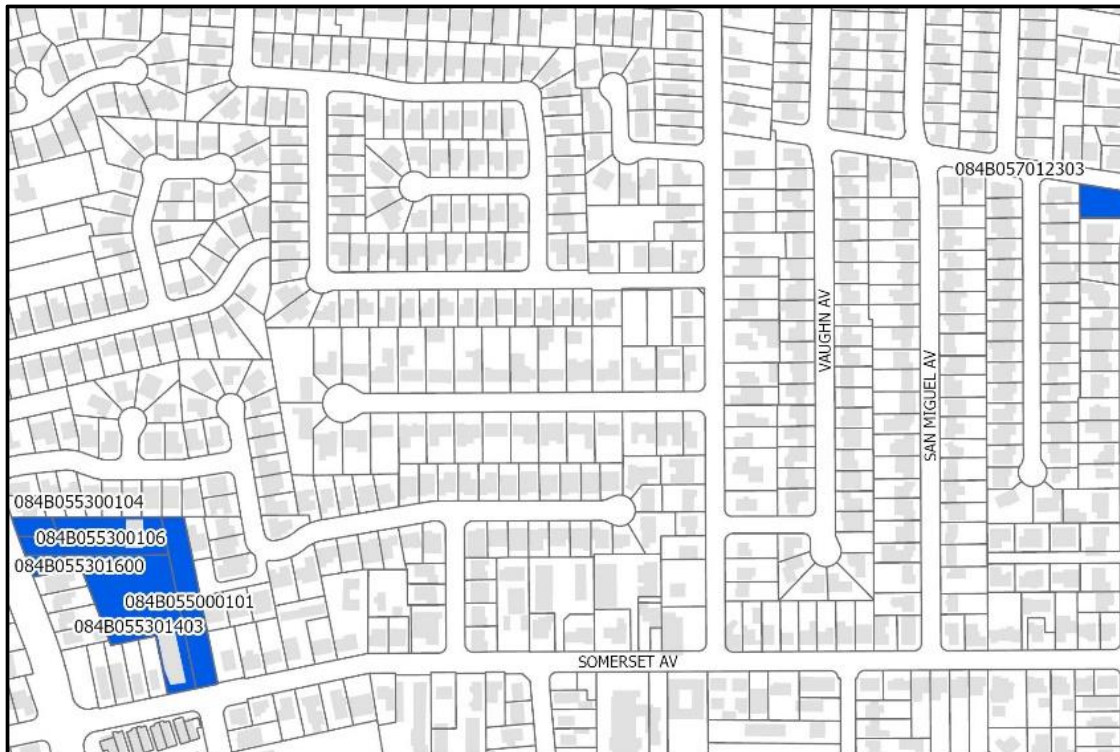 084B057012303
VAUGHN AV
SAN MIGUEL AV
084B055300104
084B055300106
084B055301600
084B055000101
084B055301403
SOMERSET AV